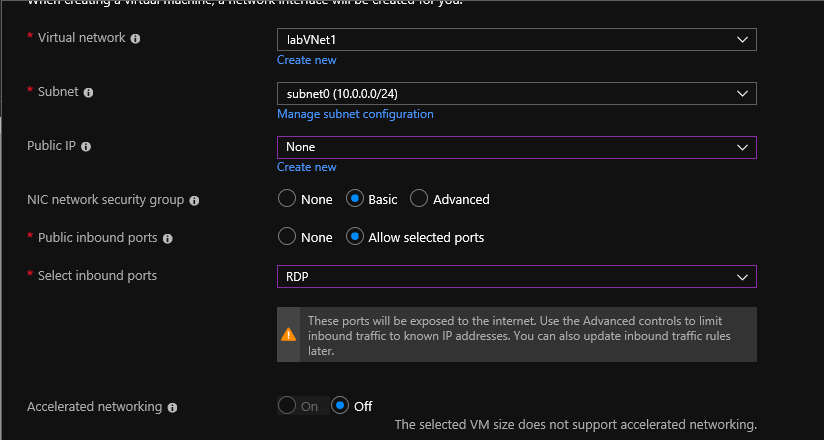 When creating a virtual machine, a network interface will be created for you.
* Virtual network
labVNet1
Create new
* Subnet
subnet0 (10.0.0.0/24)
Manage subnet configuration
Public IP
None
Create new
NIC network security group
None Basic Advanced
* Public inbound ports
None Allow selected ports
* Select inbound ports
RDP
These ports will be exposed to the internet. Use the Advanced controls to limit
inbound traffic to known IP addresses. You can also update inbound traffic rules
later.
Accelerated networking
On Off
The selected VM size does not support accelerated networking.